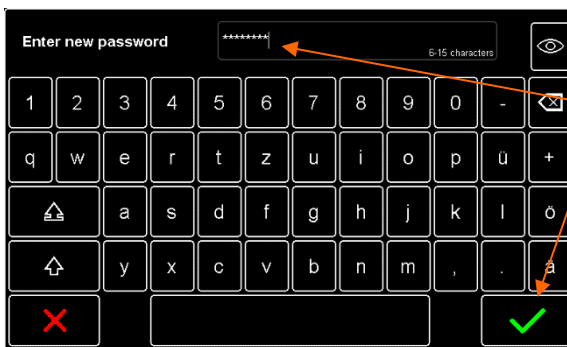 Enter new password ********
6-15 characters
1 2 3 4 5 6 7 8 9 0 -
q w e r t z u i o p ü +
a s d f g h j k l ö
y x c v b n m , . ä